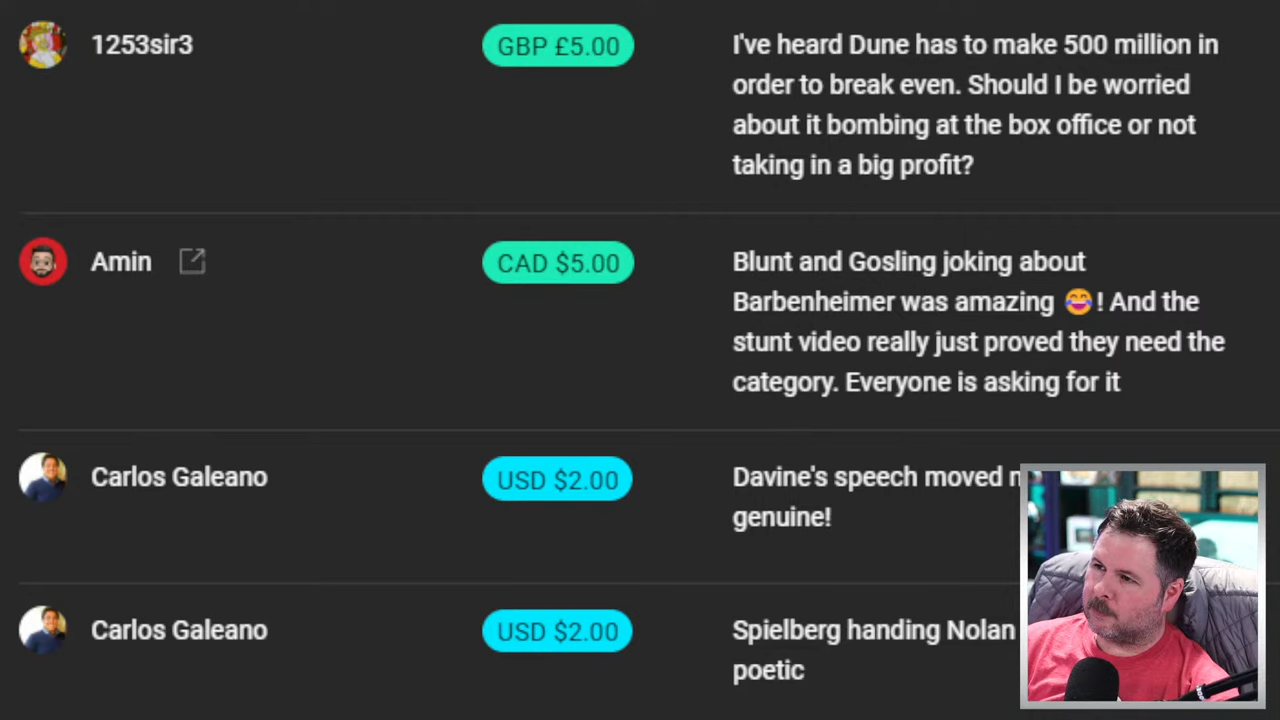 1253sir3
GBP £5.00
I've heard Dune has to make 500 million in
order to break even. Should I be worried
about it bombing at the box office or not
taking in a big profit?
Amin
CAD $5.00
Blunt and Gosling joking about
Barbenheimer was amazing 😂! And the
stunt video really just proved they need the
category. Everyone is asking for it
Carlos Galeano
USD $2.00
Davine's speech moved
genuine!
Carlos Galeano
USD $2.00
Spielberg handing Nolan
poetic